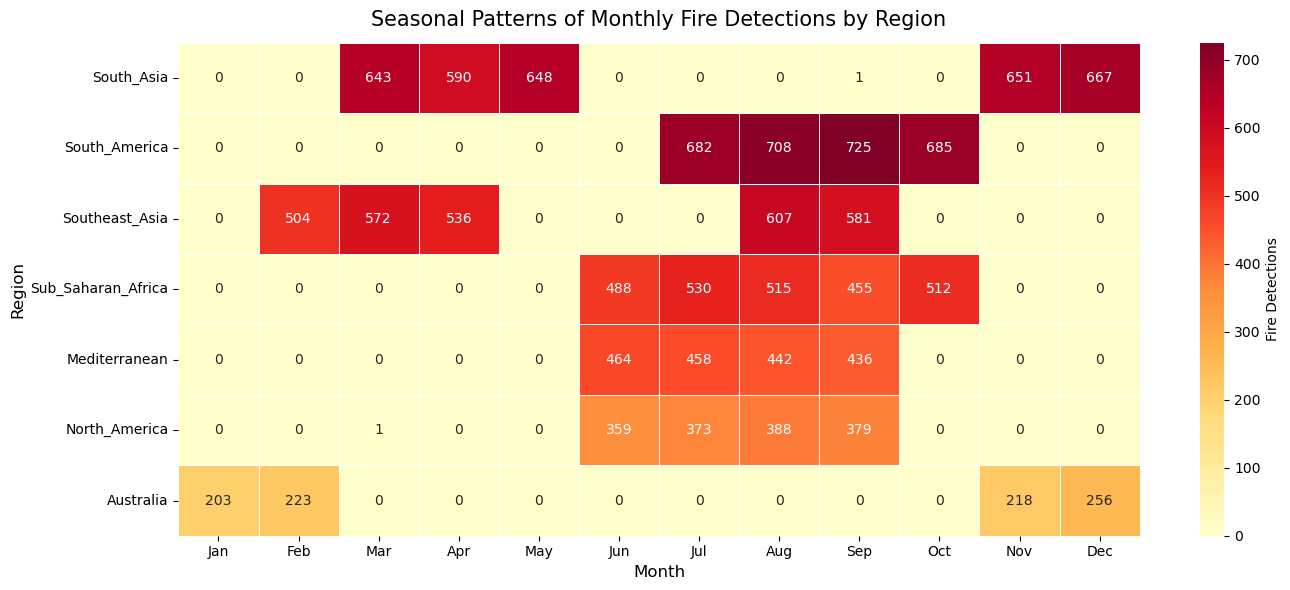 Seasonal Patterns of Monthly Fire Detections by Region
South_Asia 0 0 643 590 648 0 0 0 1 0 651 667
South_America 0 0 0 0 0 0 682 708 725 685 0 0
Southeast_Asia 0 504 572 536 0 0 0 607 581 0 0 0
Sub_Saharan_Africa 0 0 0 0 0 488 530 515 455 512 0 0
Mediterranean 0 0 0 0 0 464 458 442 436 0 0 0
North_America 0 0 1 0 0 359 373 388 379 0 0 0
Australia 203 223 0 0 0 0 0 0 0 0 218 256
Jan Feb Mar Apr May Jun Jul Aug Sep Oct Nov Dec
Month
Region
700
600
500
400
300
200
100
0
Fire Detections